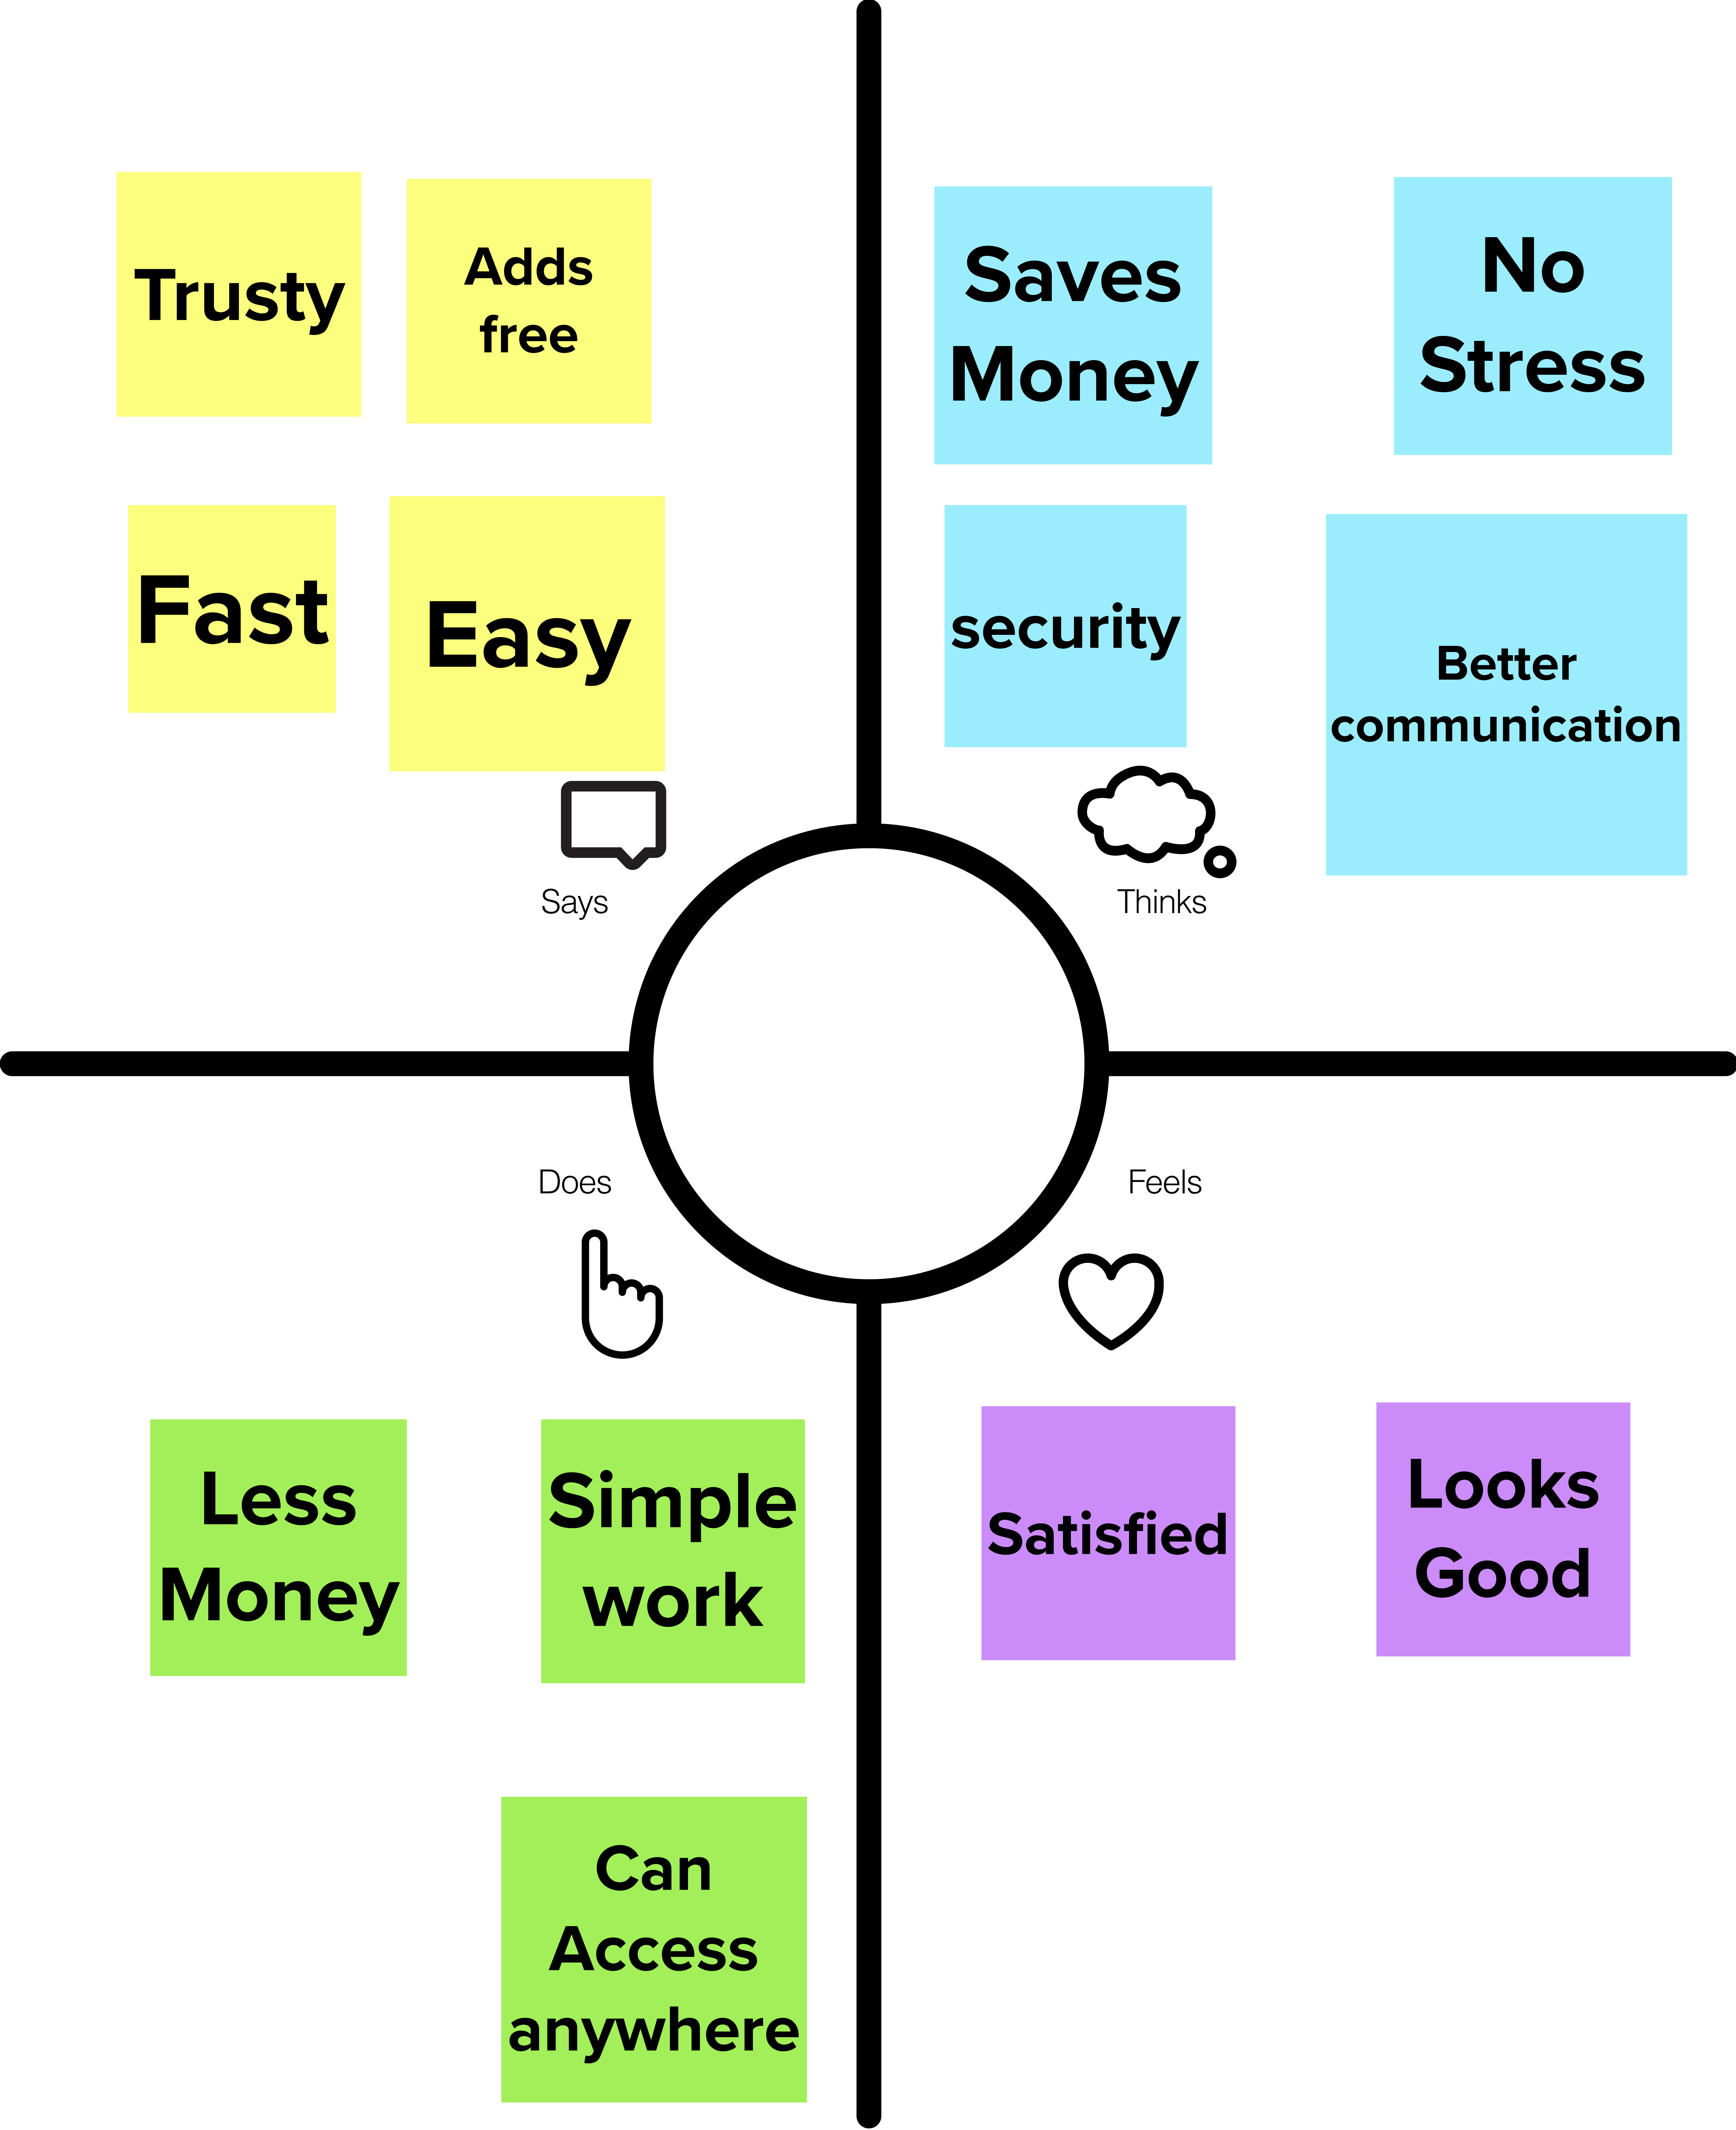 Trusty
Adds
free
Fast
Easy
Says
Saves
Money
No
Stress
security
Better
communication
Thinks
Does
Less
Money
Simple
work
Can
Access
anywhere
Feels
Satisfied
Looks
Good